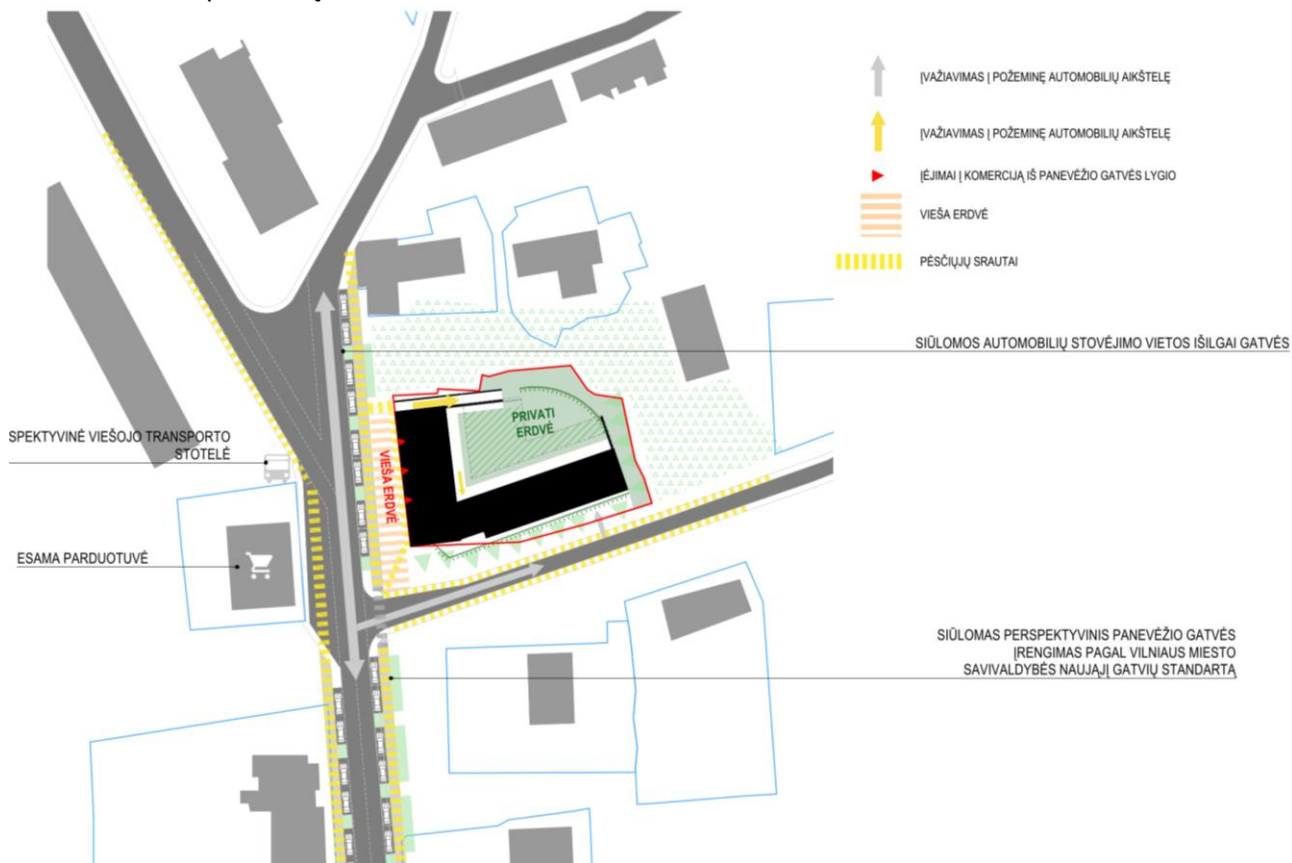 ĮVAŽIAVIMAS Į POŽEMINĘ AUTOMOBILIŲ AIKŠTELĘ
ĮVAŽIAVIMAS Į POŽEMINĘ AUTOMOBILIŲ AIKŠTELĘ
ĮĖJIMAI Į KOMERCIJĄ IŠ PANEVĖŽIO GATVĖS LYGIO
VIEŠA ERDVĖ
PĖSČIŲJŲ SRAUTAI
SIŪLOMOS AUTOMOBILIŲ STOVĖJIMO VIETOS IŠILGAI GATVĖS
PRIVATI
ERDVĖ
VIEŠA ERDVĖ
SPEKTYVINĖ VIEŠOJO TRANSPORTO
STOTELĖ
ESAMA PARDUOTUVĖ
SIŪLOMAS PERSPEKTYVINIS PANEVĖŽIO GATVĖS
ĮRENGIMAS PAGAL VILNIAUS MIESTO
SAVIVALDYBĖS NAUJĄJĮ GATVIŲ STANDARTĄ